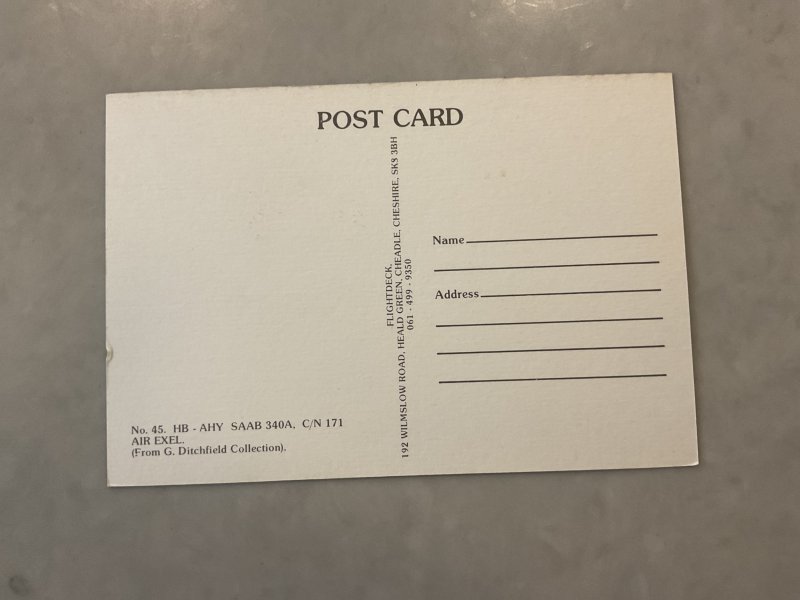 POST CARD
FLIGHTDECK,
192 WILMSLOW ROAD, HEALD GREEN, CHEADLE, CHESHIRE, SK8 3BH
061 - 499 - 9350
Name
Address
No. 45. HB - AHY SAAB 340A, C/N 171
AIR EXEL.
(From G. Ditchfield Collection).